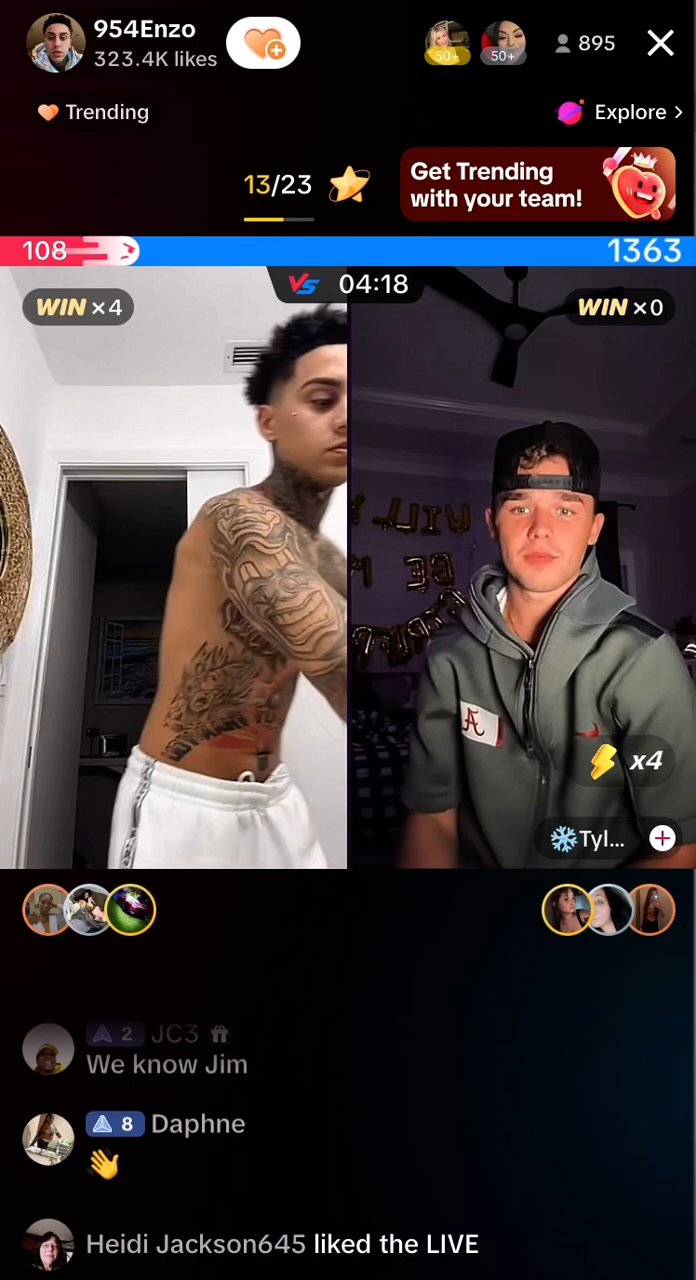 954Enzo
323.4K likes
50+
50+
895
Trending
Explore >
13/23
Get Trending
with your team!
108
1363
VS 04:18
WIN ×4
WIN ×0
A
x4
Tyl...
2 JC3
We know Jim
8 Daphne
Heidi Jackson645 liked the LIVE